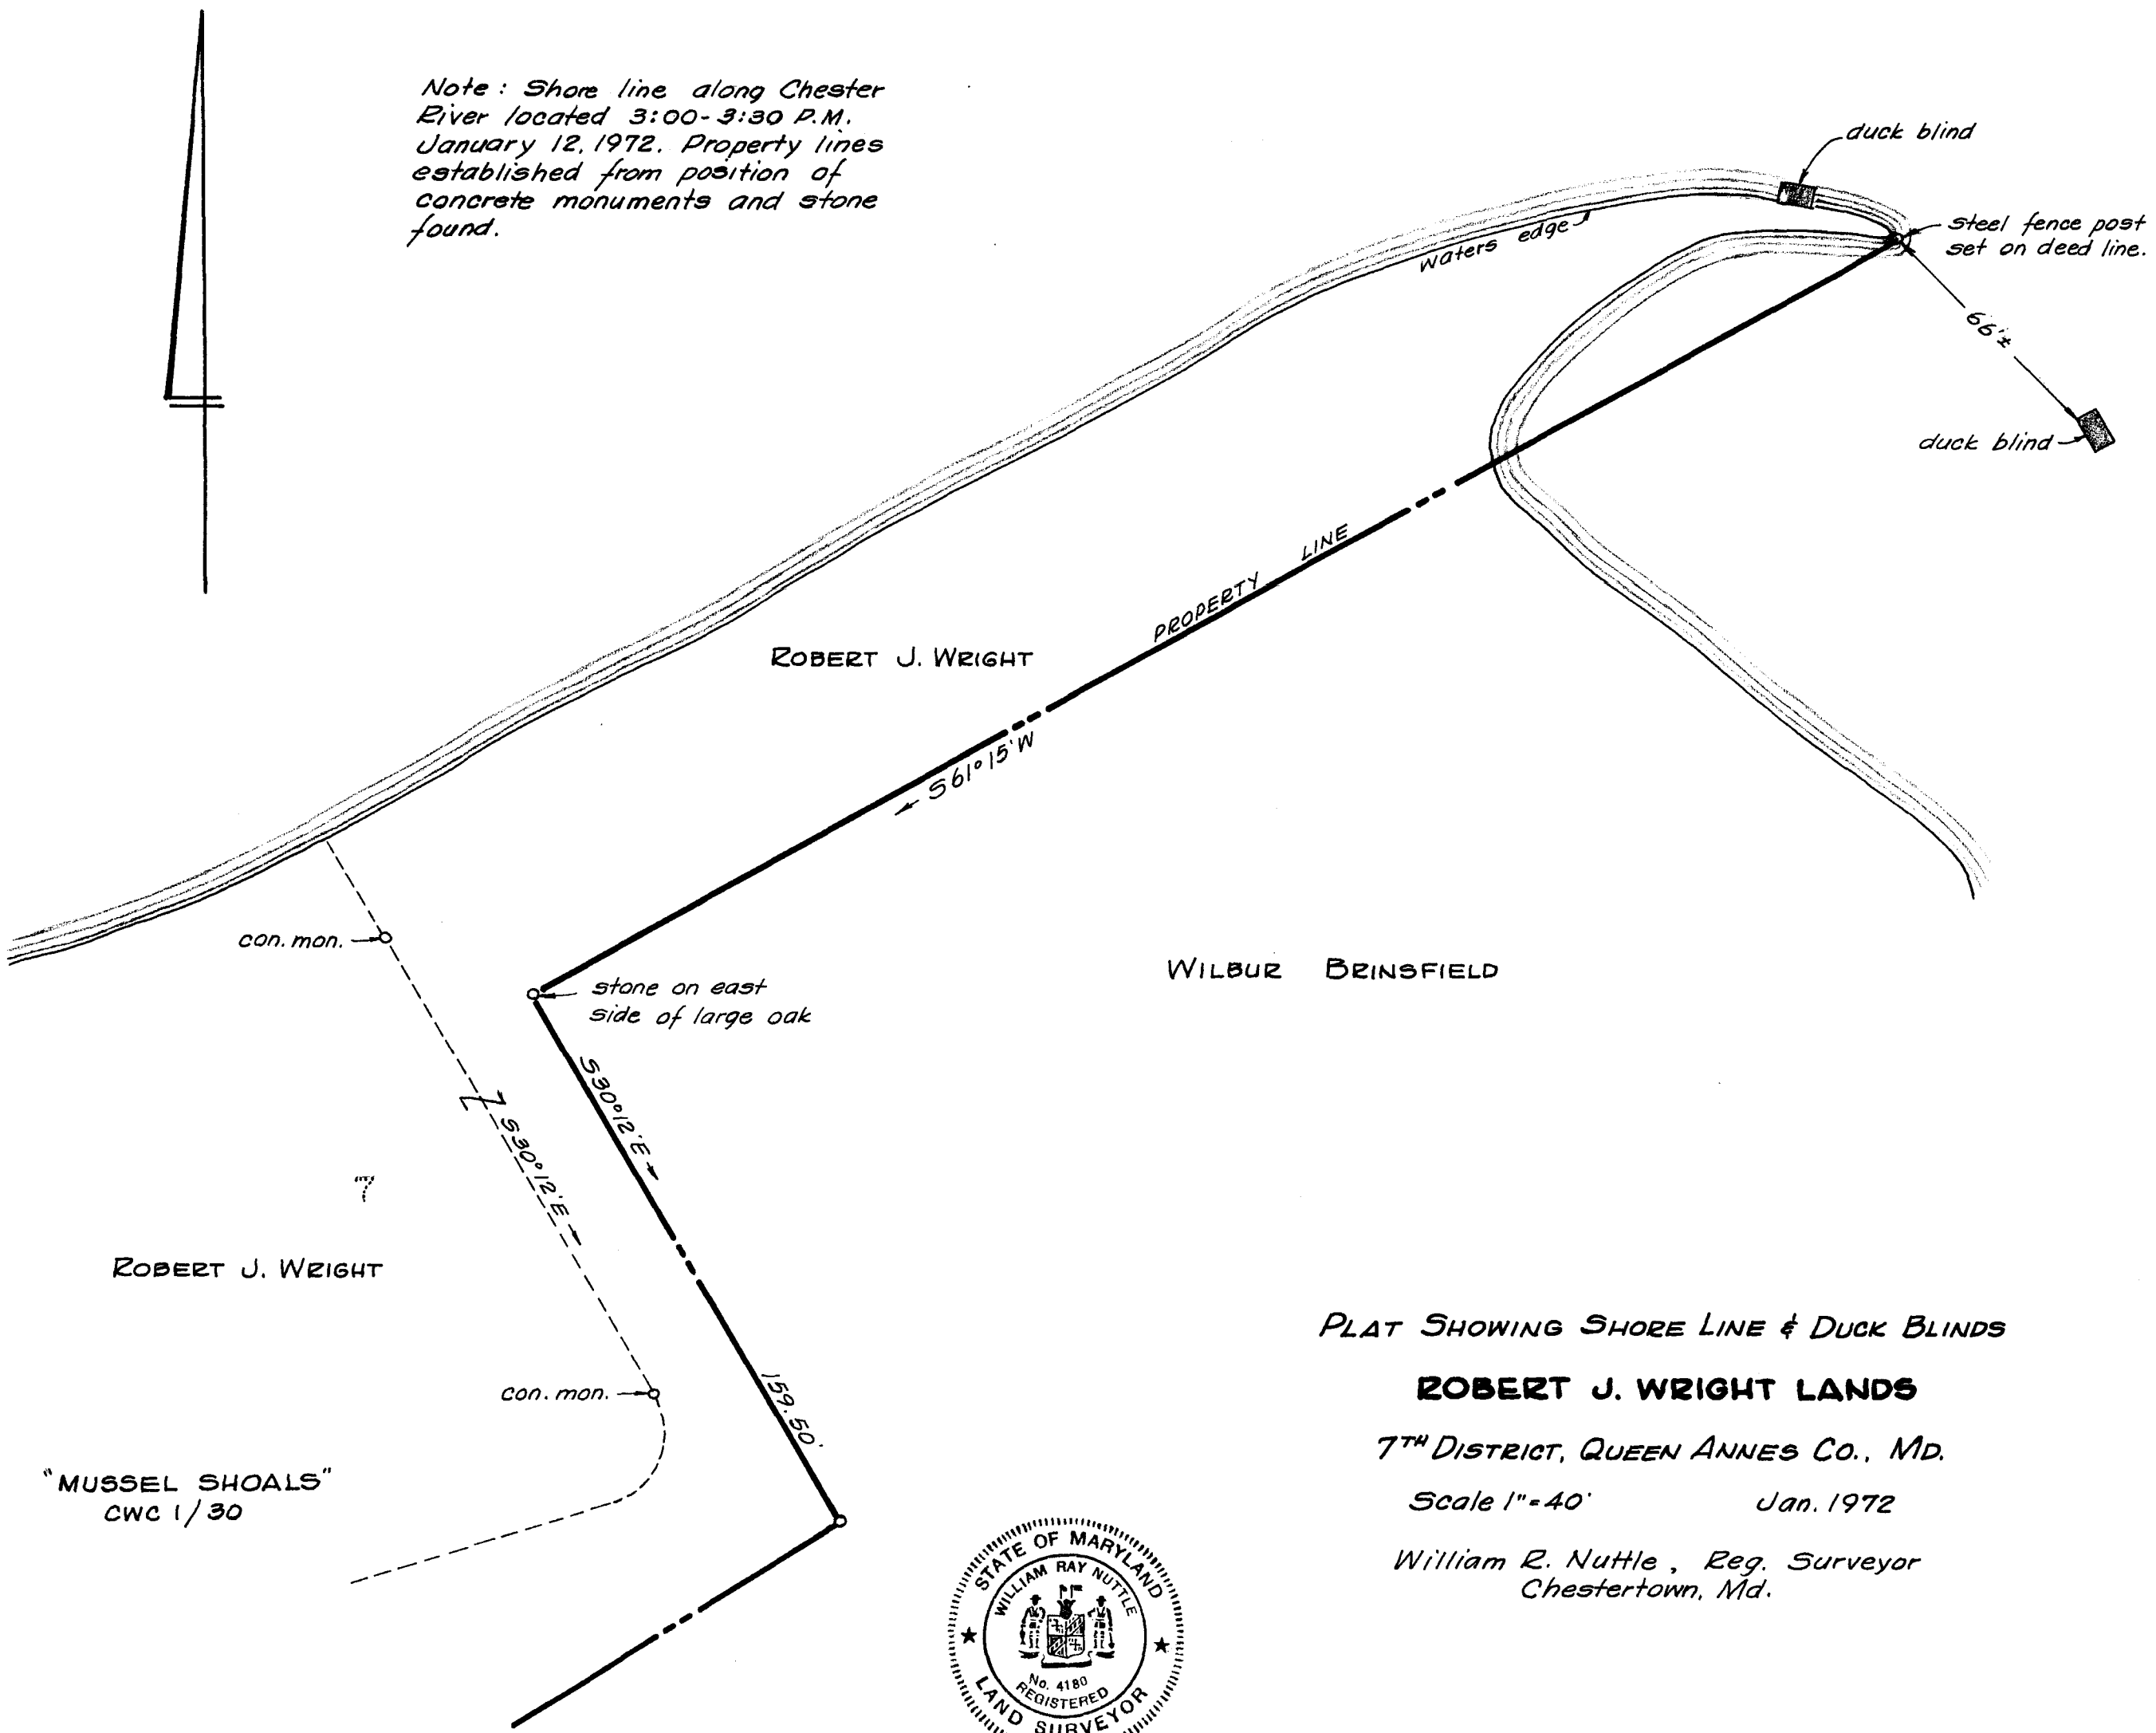 Note: Shore line along Chester
River located 3:00-3:30 P.M.
January 12, 1972. Property lines
established from position of
concrete monuments and stone
found.
duck blind
steel fence post
set on deed line.
waters edge
66'±
duck blind
PROPERTY LINE
ROBERT J. WRIGHT
S61°15'W
con. mon.
stone on east
side of large oak
WILBUR BRINSFIELD
S30°12'E
S30°12'E
7
ROBERT J. WRIGHT
con. mon.
159.50'
"MUSSEL SHOALS"
CWC 1/30
PLAT SHOWING SHORE LINE & DUCK BLINDS
ROBERT J. WRIGHT LANDS
7TH DISTRICT, QUEEN ANNES CO., MD.
Scale 1"=40' Jan. 1972
William R. Nuttle, Reg. Surveyor
Chestertown, Md.
STATE OF MARYLAND
WILLIAM RAY NUTTLE
No. 4180
REGISTERED
LAND SURVEYOR